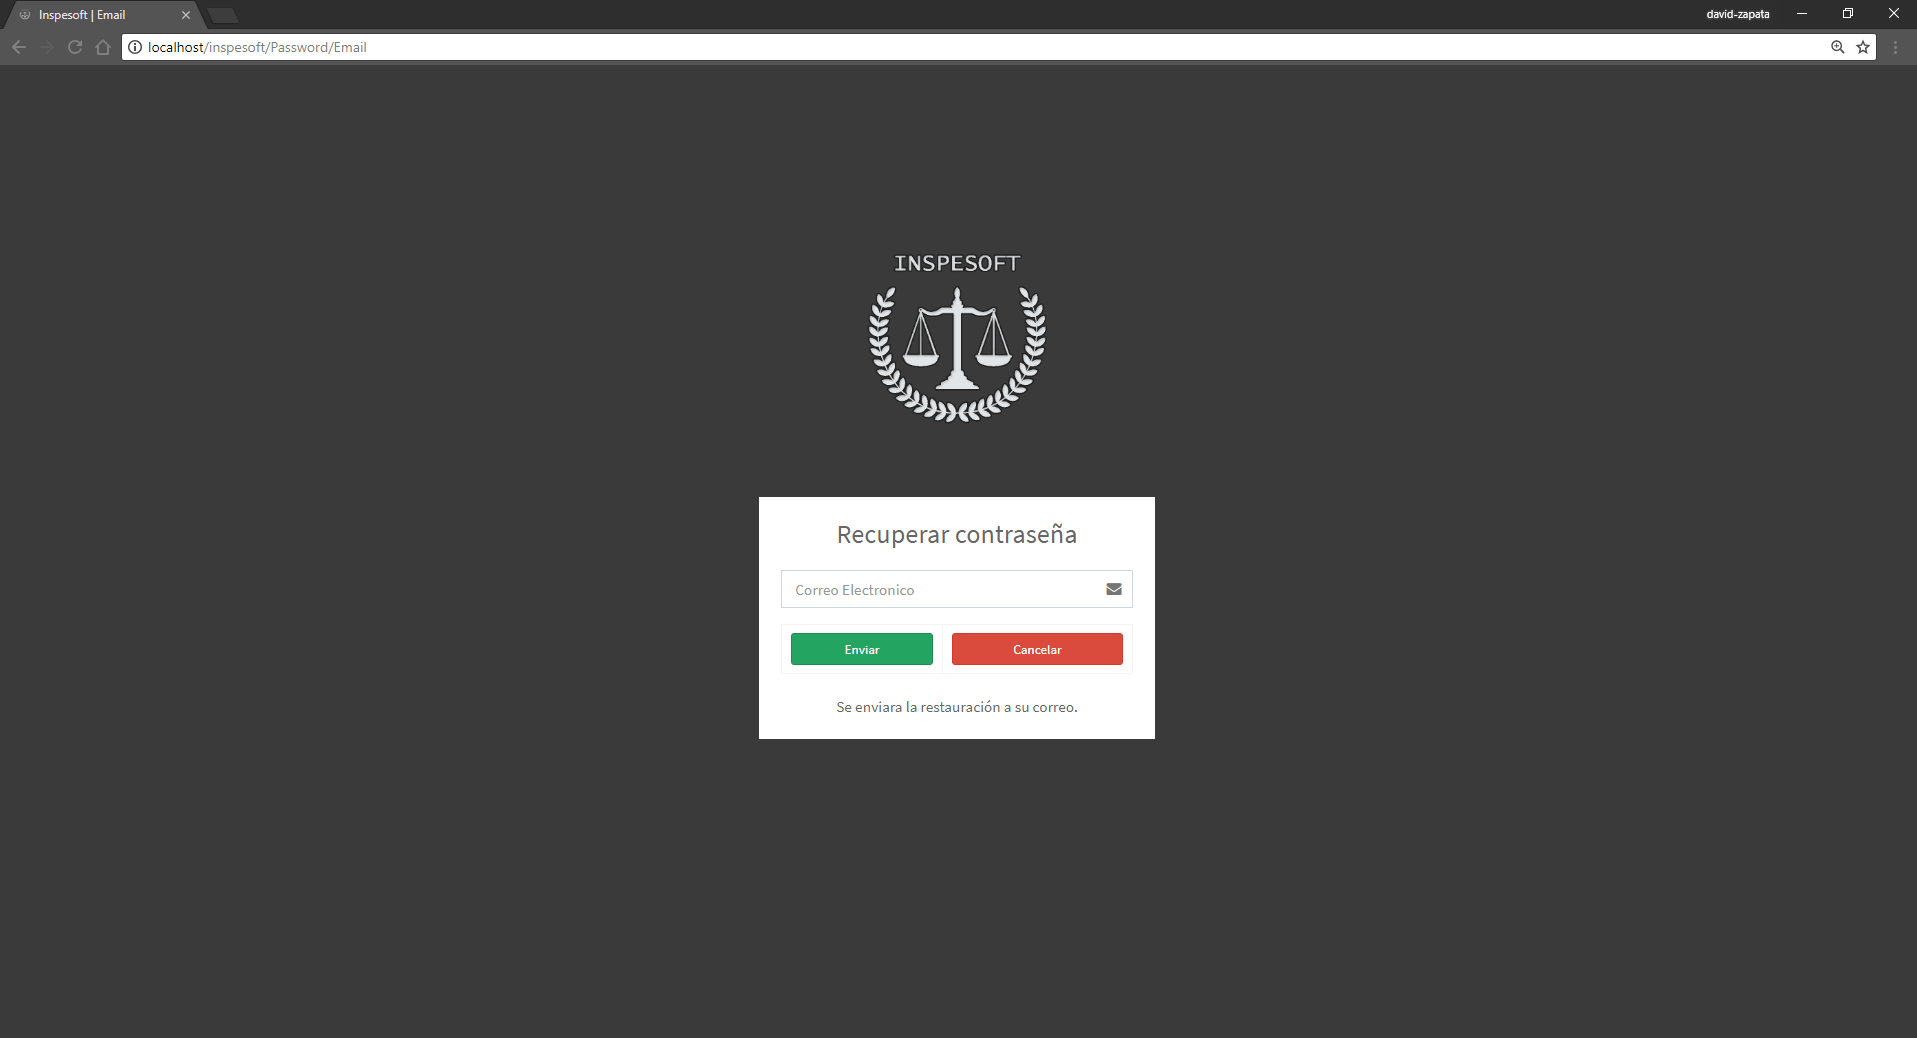 Inspesoft | Email
david-zapata
localhost/inspesoft/Password/Email
INSPESOFT
Recuperar contraseña
Correo Electronico
Enviar Cancelar
Se enviara la restauración a su correo.